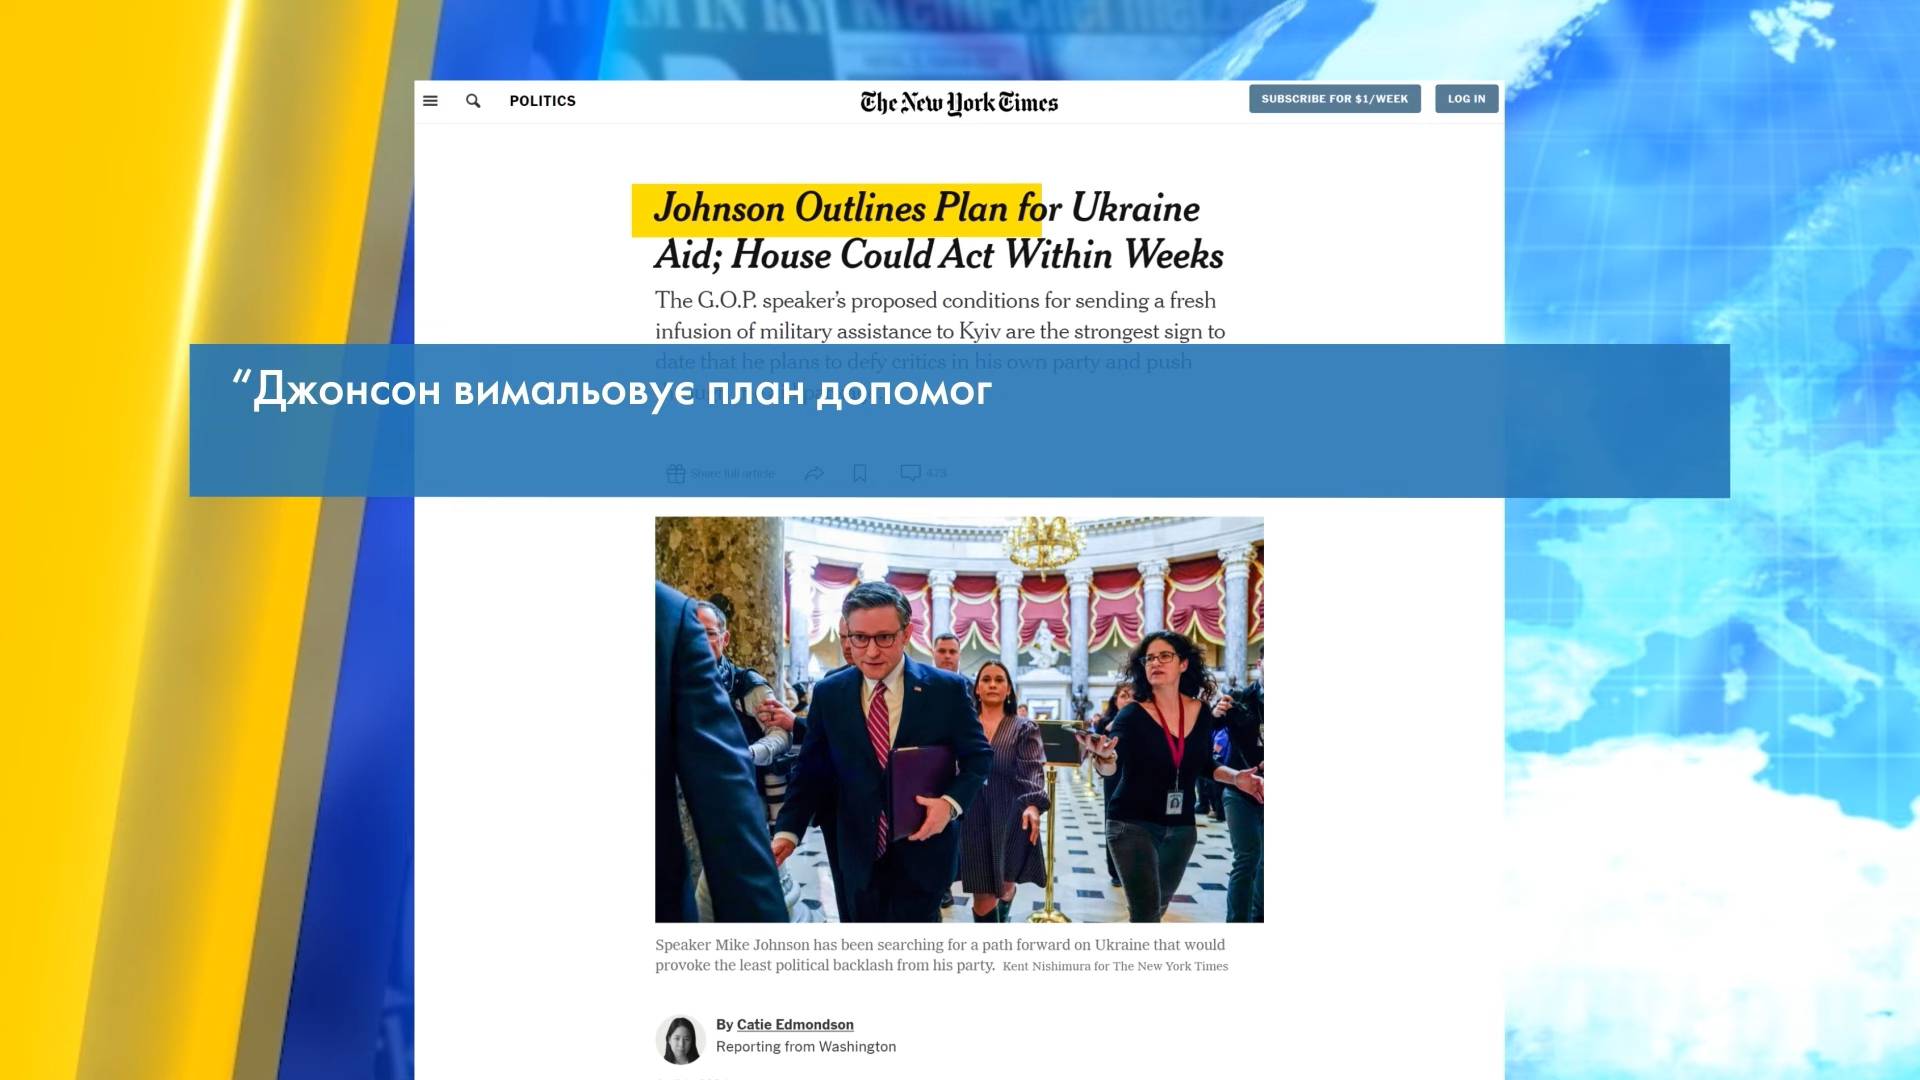 POLITICS
The New York Times
SUBSCRIBE FOR $1/WEEK
LOG IN
Johnson Outlines Plan for Ukraine
Aid; House Could Act Within Weeks
The G.O.P. speaker's proposed conditions for sending a fresh
infusion of military assistance to Kyiv are the strongest sign to
date that he plans to defy critics in his own party and push
“Джонсон вимальовує план допомог
Share full article
473
Speaker Mike Johnson has been searching for a path forward on Ukraine that would
provoke the least political backlash from his party. Kent Nishimura for The New York Times
By Catie Edmondson
Reporting from Washington